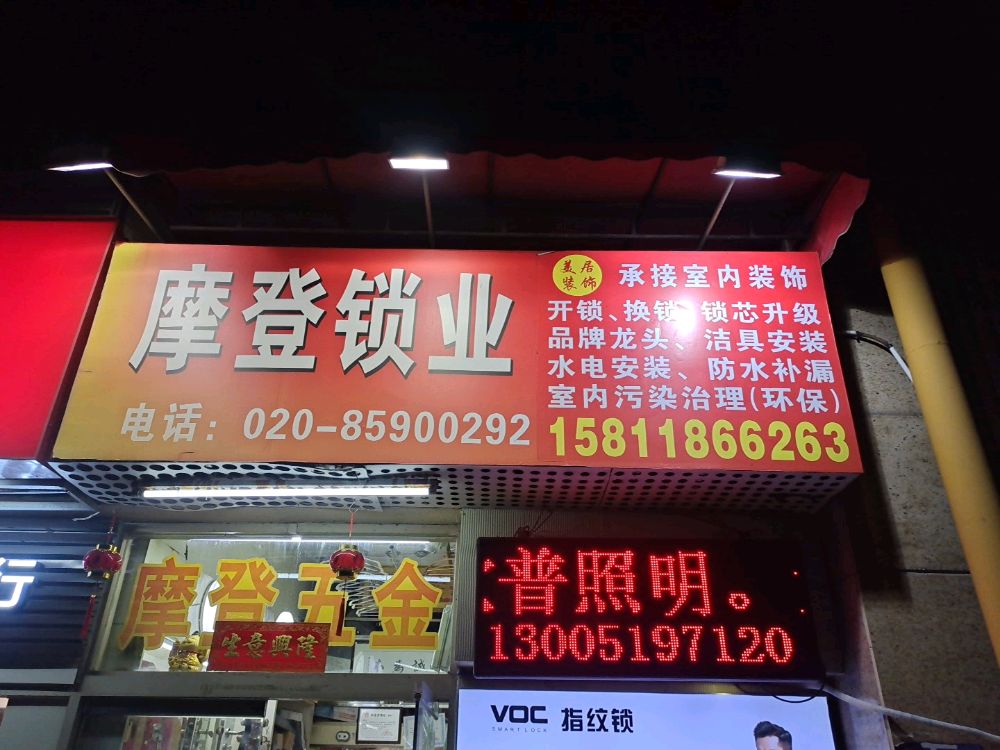 摩登锁业
电话：020-85900292
美居
装饰
承接室内装饰
开锁、换锁、锁芯升级
品牌龙头、洁具安装
水电安装、防水补漏
室内污染治理(环保)
15811866263
行
摩登五金
生意興隆
普照明。
13005197120
VOC 指纹锁
SMART LOCK